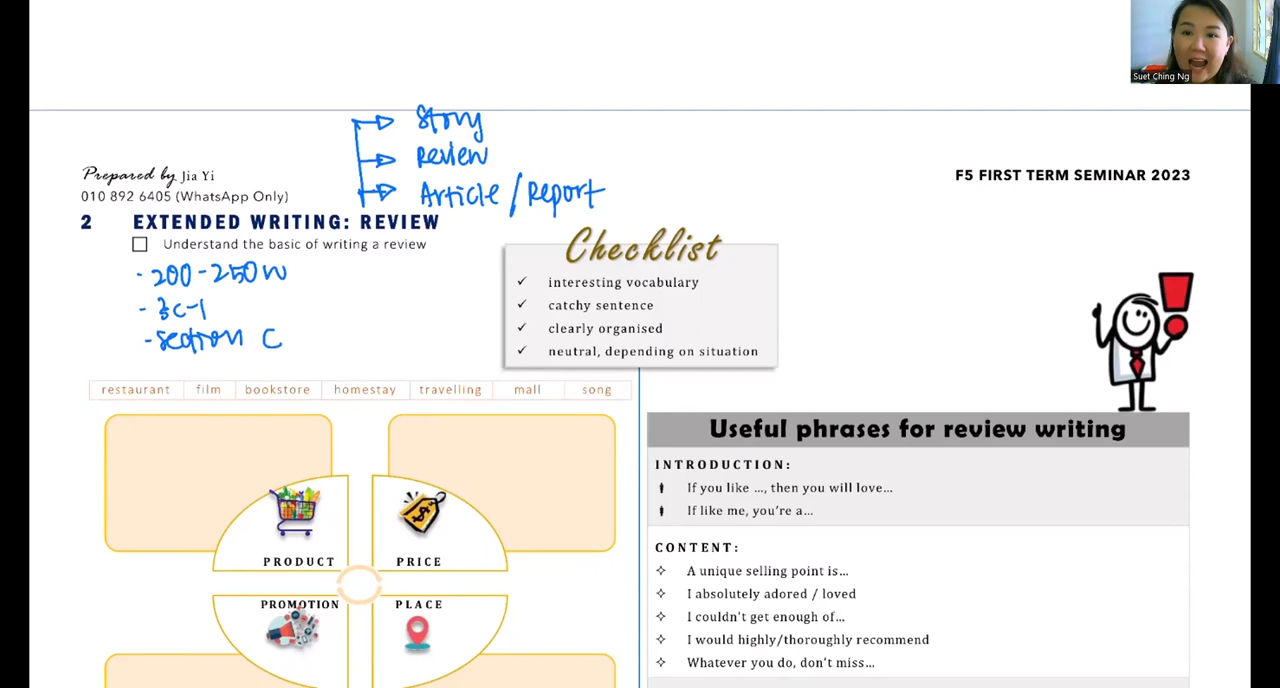 Suet Ching Ng
Story
Review
Article / Report
Prepared by Jia Yi
010 892 6405 (WhatsApp Only)
F5 FIRST TERM SEMINAR 2023
2 EXTENDED WRITING: REVIEW
Understand the basic of writing a review
- 200-250w
- section C
Checklist
✓ interesting vocabulary
✓ catchy sentence
✓ clearly organised
✓ neutral, depending on situation
restaurant film bookstore homestay travelling mall song
PRODUCT PRICE
PROMOTION PLACE
Useful phrases for review writing
INTRODUCTION:
If you like ..., then you will love...
If like me, you're a...
CONTENT:
A unique selling point is...
I absolutely adored / loved
I couldn't get enough of...
I would highly/thoroughly recommend
Whatever you do, don't miss...